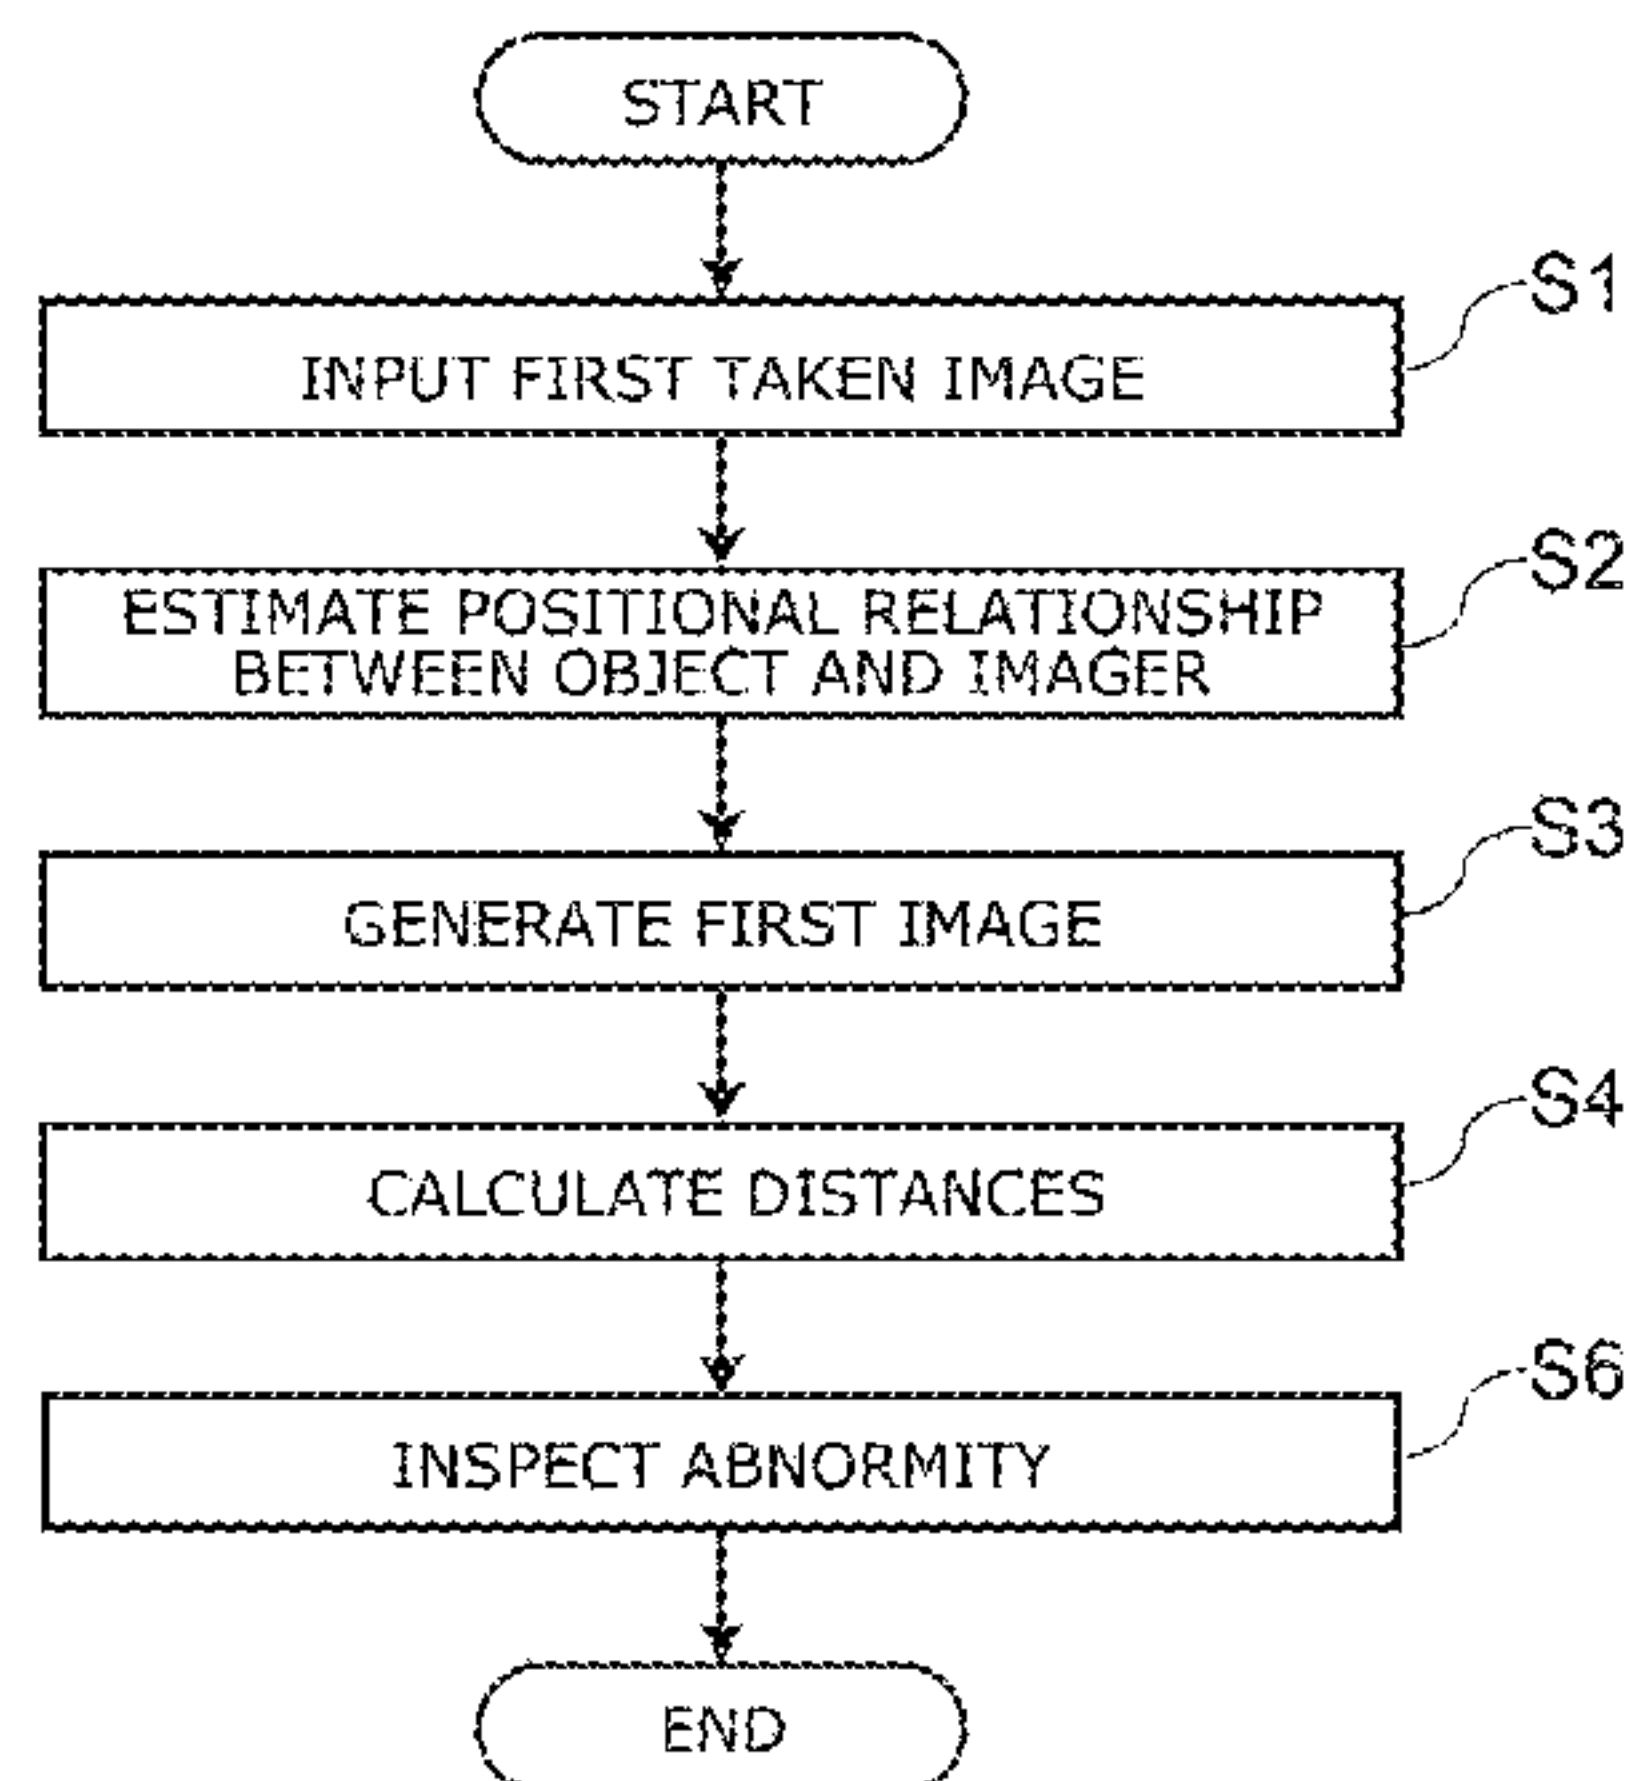 START
INPUT FIRST TAKEN IMAGE
S1
ESTIMATE POSITIONAL RELATIONSHIP
BETWEEN OBJECT AND IMAGER
S2
GENERATE FIRST IMAGE
S3
CALCULATE DISTANCES
S4
INSPECT ABNORMITY
S6
END